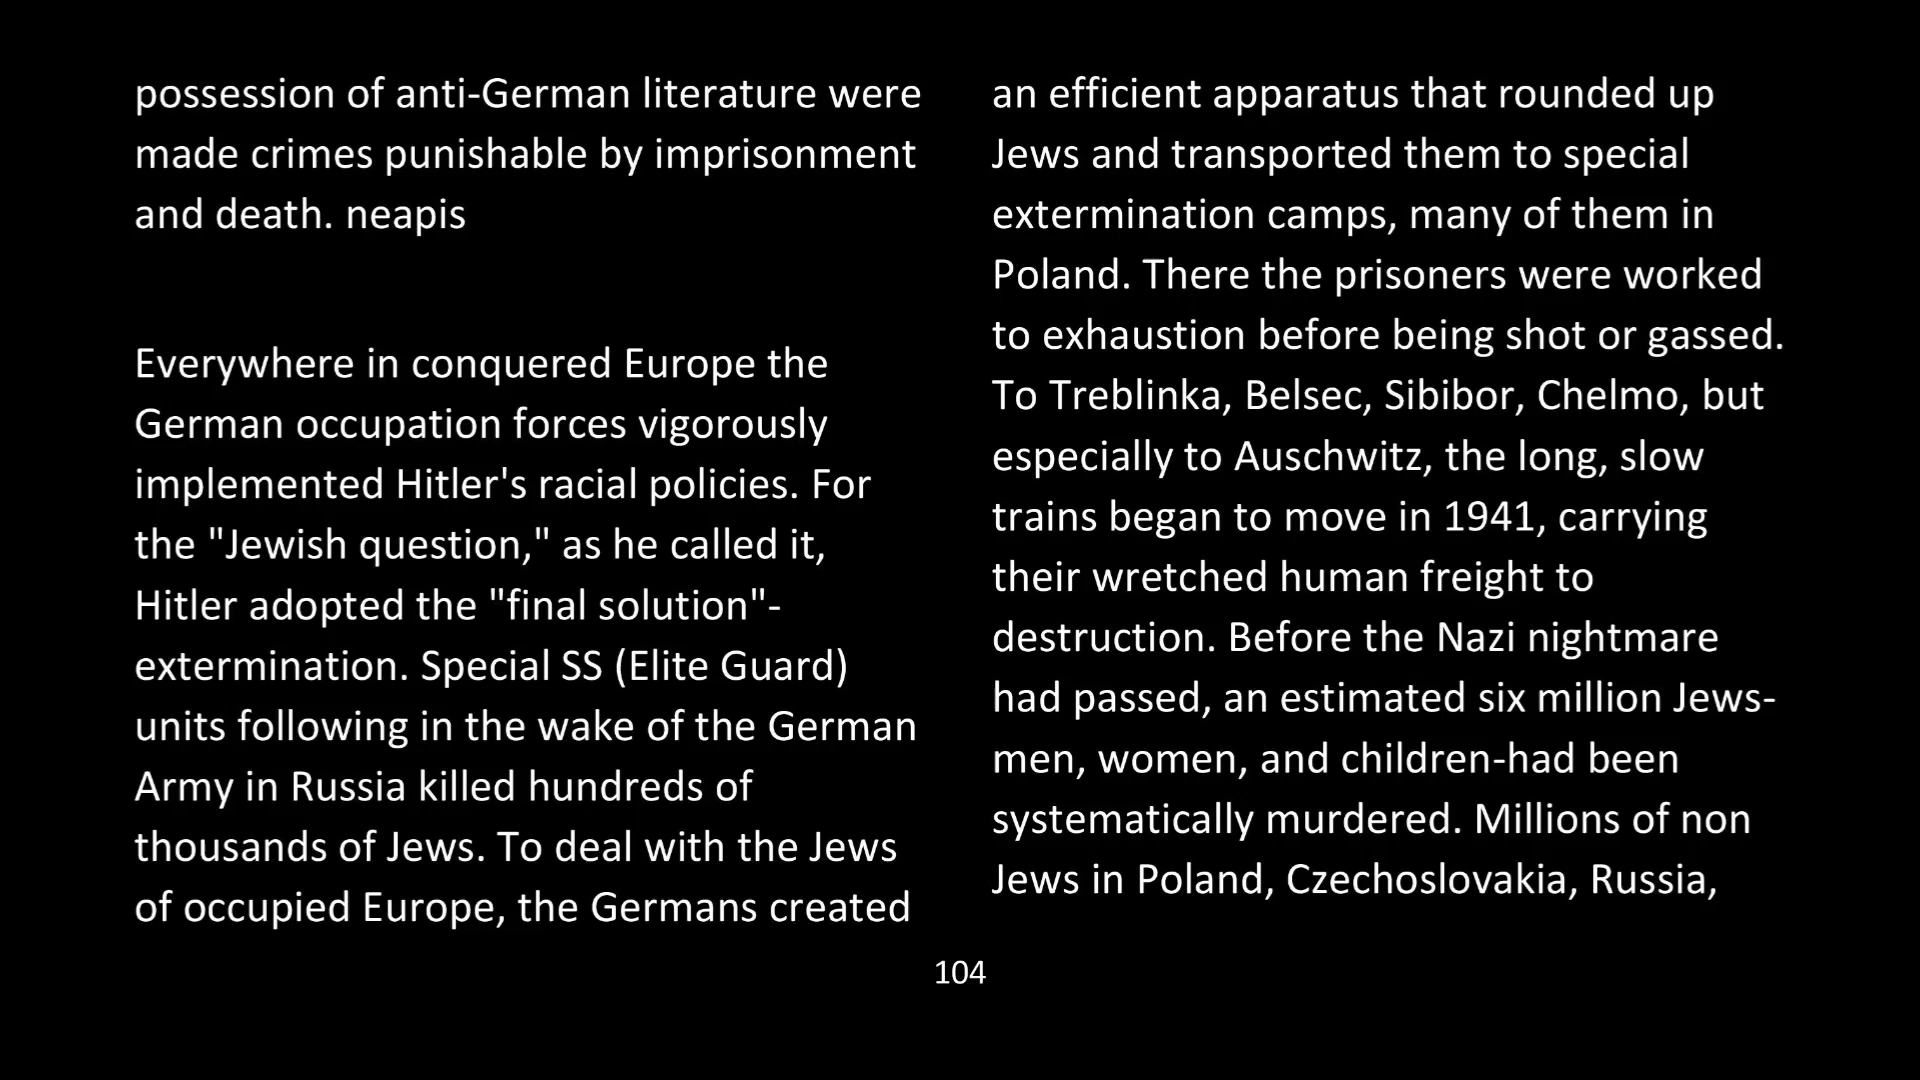 possession of anti-German literature were
made crimes punishable by imprisonment
and death. neapis
Everywhere in conquered Europe the
German occupation forces vigorously
implemented Hitler's racial policies. For
the "Jewish question," as he called it,
Hitler adopted the "final solution"-
extermination. Special SS (Elite Guard)
units following in the wake of the German
Army in Russia killed hundreds of
thousands of Jews. To deal with the Jews
of occupied Europe, the Germans created
an efficient apparatus that rounded up
Jews and transported them to special
extermination camps, many of them in
Poland. There the prisoners were worked
to exhaustion before being shot or gassed.
To Treblinka, Belsec, Sibibor, Chelmo, but
especially to Auschwitz, the long, slow
trains began to move in 1941, carrying
their wretched human freight to
destruction. Before the Nazi nightmare
had passed, an estimated six million Jews-
men, women, and children-had been
systematically murdered. Millions of non
Jews in Poland, Czechoslovakia, Russia,
104